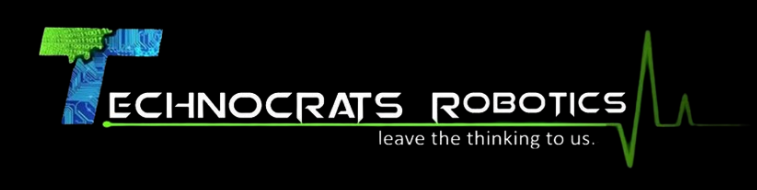 TECHNOCRATS ROBOTICS
leave the thinking to us.